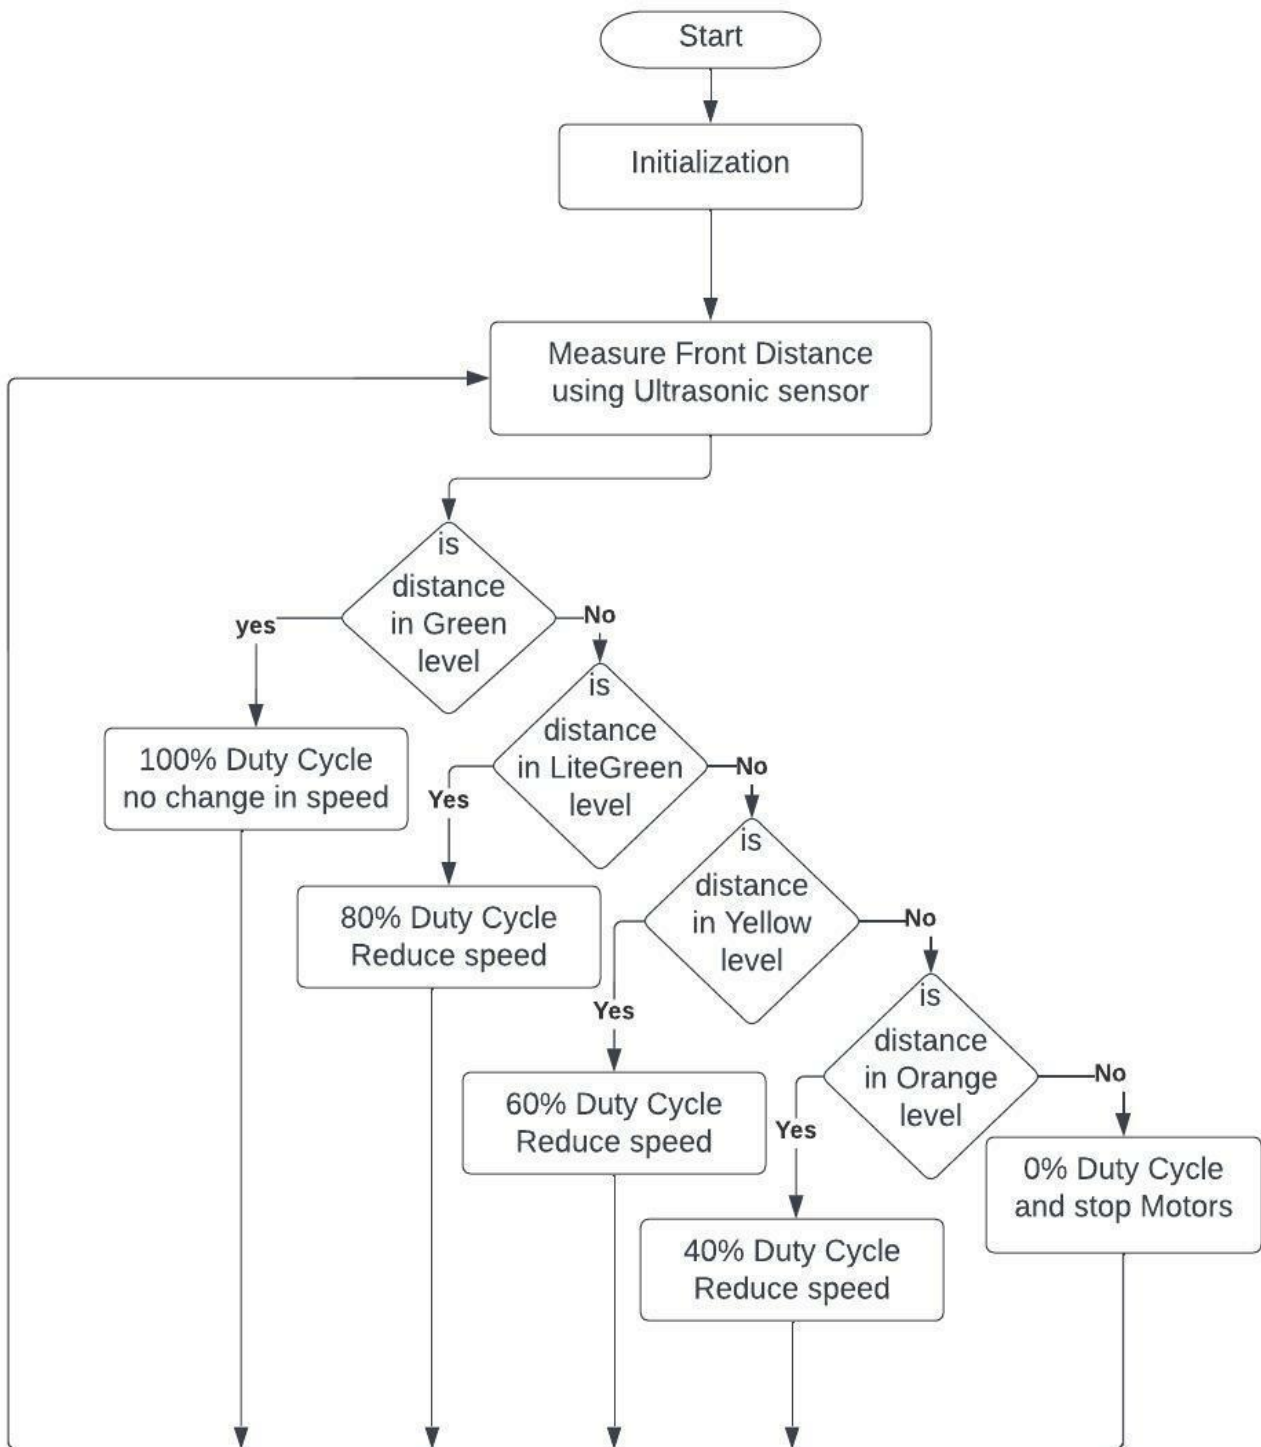 Start
Initialization
Measure Front Distance
using Ultrasonic sensor
is
distance
in Green
level
yes
No
100% Duty Cycle
no change in speed
is
distance
in LiteGreen
level
Yes
No
80% Duty Cycle
Reduce speed
is
distance
in Yellow
level
Yes
No
60% Duty Cycle
Reduce speed
is
distance
in Orange
level
Yes
No
40% Duty Cycle
Reduce speed
0% Duty Cycle
and stop Motors